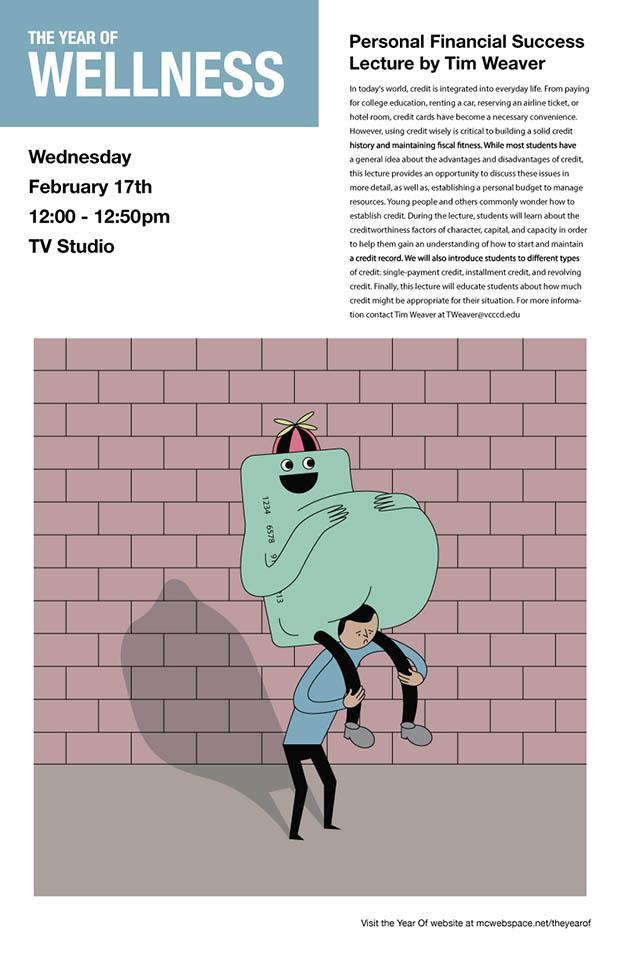 THE YEAR OF
WELLNESS
Wednesday
February 17th
12:00 - 12:50pm
TV Studio
Personal Financial Success
Lecture by Tim Weaver
In today's world, credit is integrated into everyday life. From paying
for college education, renting a car, reserving an airline ticket, or
hotel room, credit cards have become a necessary convenience.
However, using credit wisely is critical to building a solid credit
history and maintaining fiscal fitness. While most students have
a general idea about the advantages and disadvantages of credit,
this lecture provides an opportunity to discuss these issues in
more detail, as well as, establishing a personal budget to manage
resources. Young people and others commonly wonder how to
establish credit. During the lecture, students will learn about the
creditworthiness factors of character, capital, and capacity in order
to help them gain an understanding of how to start and maintain
a credit record. We will also introduce students to different types
of credit: single-payment credit, installment credit, and revolving
credit. Finally, this lecture will educate students about how much
credit might be appropriate for their situation. For more informa-
tion contact Tim Weaver at TWeaver@vcccd.edu
1234 6578 91 13
Visit the Year Of website at mcwebspace.net/theyearof